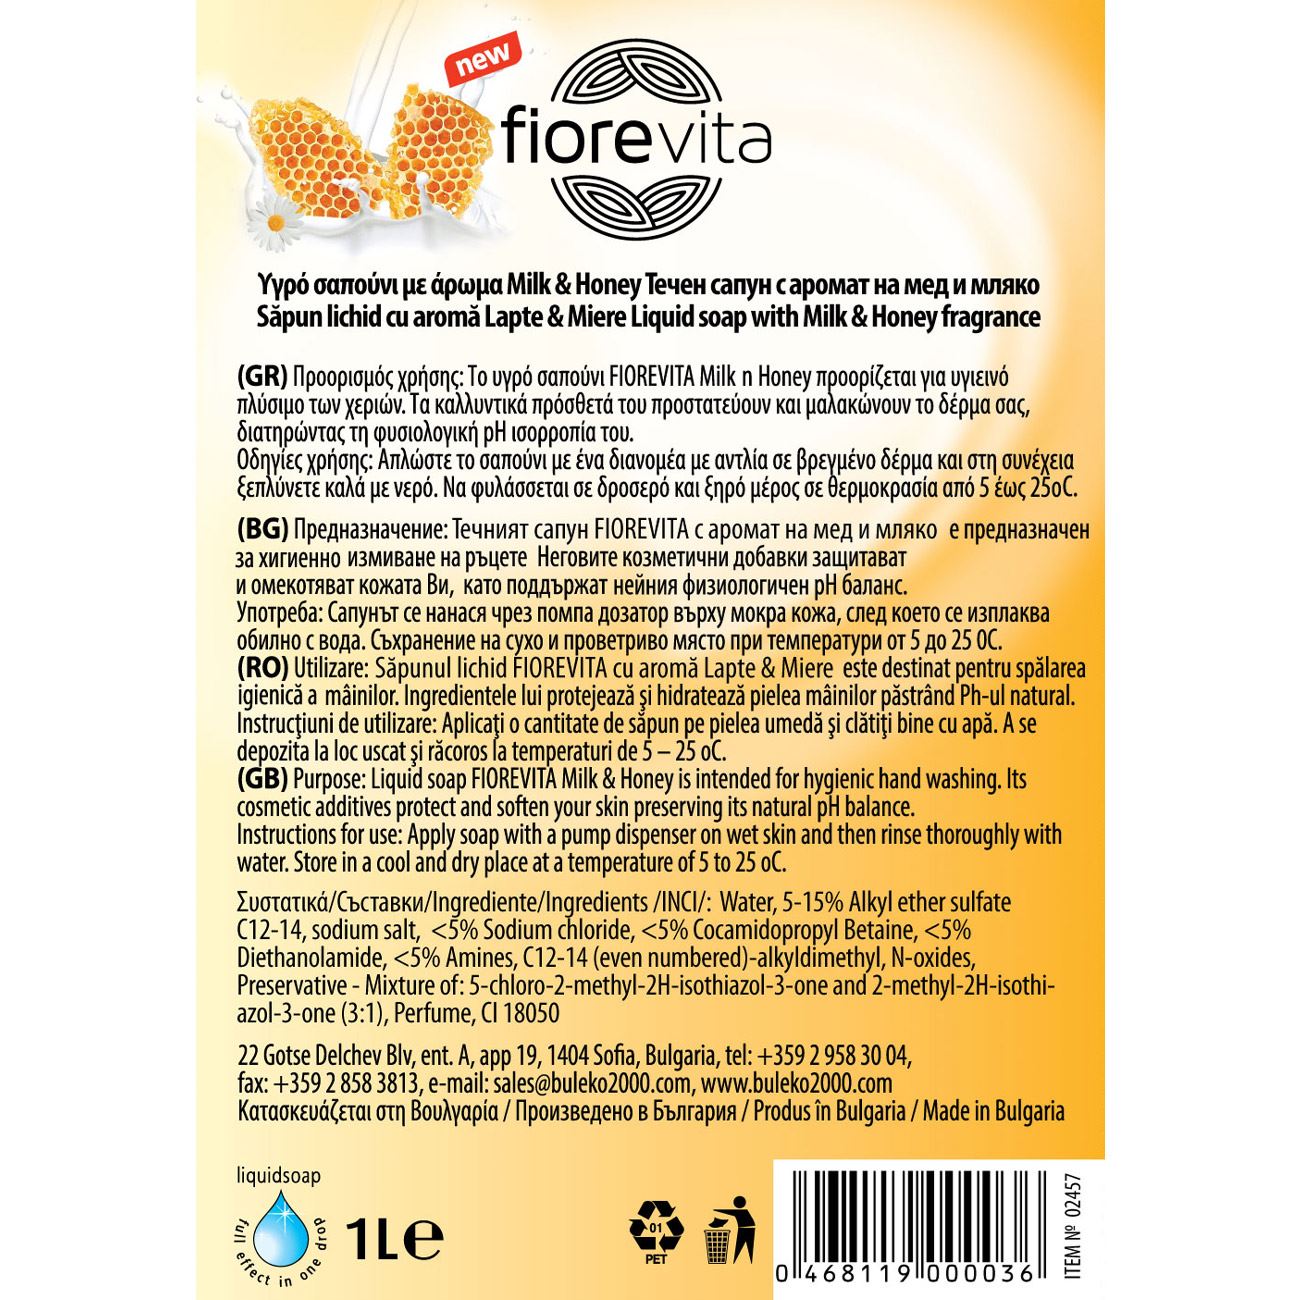 new
fiorevita
Υγρό σαπούνι με άρωμα Milk & Honey Течен сапун с аромат на мед и мляко
Săpun lichid cu aromă Lapte & Miere Liquid soap with Milk & Honey fragrance
(GR) Προορισμός χρήσης: Το υγρό σαπούνι FIOREVITA Milk n Honey προορίζεται για υγιεινό
πλύσιμο των χεριών. Τα καλλυντικά πρόσθετά του προστατεύουν και μαλακώνουν το δέρμα σας,
διατηρώντας τη φυσιολογική pH ισορροπία του.
Οδηγίες χρήσης: Απλώστε το σαπούνι με ένα διανομέα με αντλία σε βρεγμένο δέρμα και στη συνέχεια
ξεπλύνετε καλά με νερό. Να φυλάσσεται σε δροσερό και ξηρό μέρος σε θερμοκρασία από 5 έως 25οC.
(BG) Предназначение: Течният сапун FIOREVITA с аромат на мед и мляко е предназначен
за хигиенно измиване на ръцете Неговите козметични добавки защитават
и омекотяват кожата Ви, като поддържат нейния физиологичен pH баланс.
Употреба: Сапунът се нанася чрез помпа дозатор върху мокра кожа, след което се изплаква
обилно с вода. Съхранение на сухо и проветриво място при температури от 5 до 25 0C.
(RO) Utilizare: Săpunul lichid FIOREVITA cu aromă Lapte & Miere este destinat pentru spălarea
igienică a mâinilor. Ingredientele lui protejează şi hidratează pielea mâinilor păstrând Ph-ul natural.
Instrucţiuni de utilizare: Aplicaţi o cantitate de săpun pe pielea umedă şi clătiţi bine cu apă. A se
depozita la loc uscat şi răcoros la temperaturi de 5 – 25 oC.
(GB) Purpose: Liquid soap FIOREVITA Milk & Honey is intended for hygienic hand washing. Its
cosmetic additives protect and soften your skin preserving its natural pH balance.
Instructions for use: Apply soap with a pump dispenser on wet skin and then rinse thoroughly with
water. Store in a cool and dry place at a temperature of 5 to 25 oC.
Συστατικά/Съставки/Ingrediente/Ingredients /INCI/: Water, 5-15% Alkyl ether sulfate
C12-14, sodium salt, <5% Sodium chloride, <5% Cocamidopropyl Betaine, <5%
Diethanolamide, <5% Amines, C12-14 (even numbered)-alkyldimethyl, N-oxides,
Preservative - Mixture of: 5-chloro-2-methyl-2H-isothiazol-3-one and 2-methyl-2H-isothi-
azol-3-one (3:1), Perfume, CI 18050
22 Gotse Delchev Blv, ent. A, app 19, 1404 Sofia, Bulgaria, tel: +359 2 958 30 04,
fax: +359 2 858 3813, e-mail: sales@buleko2000.com, www.buleko2000.com
Κατασκευάζεται στη Βουλγαρία / Произведено в България / Produs în Bulgaria / Made in Bulgaria
liquidsoap
full effect in one drop
1L e
01
PET
0 468119 000036
ITEM № 02457